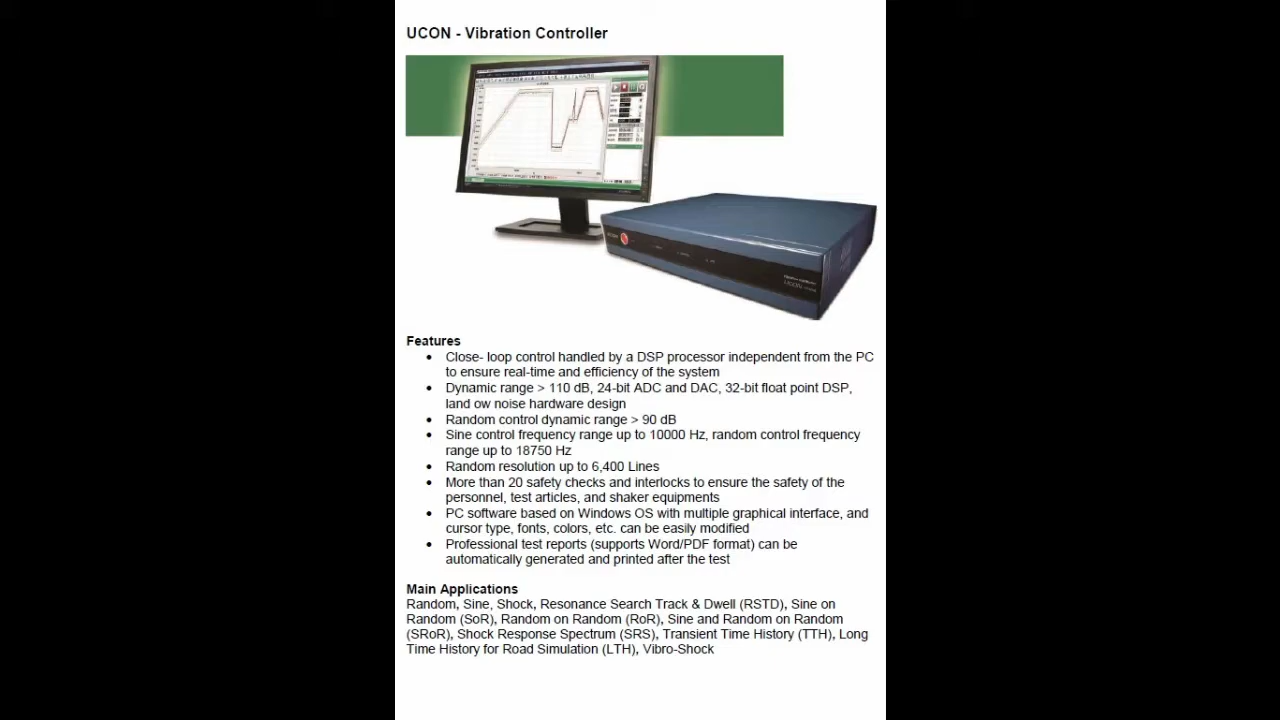 UCON - Vibration Controller
UCON
UCON
Features
• Close- loop control handled by a DSP processor independent from the PC
to ensure real-time and efficiency of the system
• Dynamic range > 110 dB, 24-bit ADC and DAC, 32-bit float point DSP,
land ow noise hardware design
• Random control dynamic range > 90 dB
• Sine control frequency range up to 10000 Hz, random control frequency
range up to 18750 Hz
• Random resolution up to 6,400 Lines
• More than 20 safety checks and interlocks to ensure the safety of the
personnel, test articles, and shaker equipments
• PC software based on Windows OS with multiple graphical interface, and
cursor type, fonts, colors, etc. can be easily modified
• Professional test reports (supports Word/PDF format) can be
automatically generated and printed after the test
Main Applications
Random, Sine, Shock, Resonance Search Track & Dwell (RSTD), Sine on
Random (SoR), Random on Random (RoR), Sine and Random on Random
(SRoR), Shock Response Spectrum (SRS), Transient Time History (TTH), Long
Time History for Road Simulation (LTH), Vibro-Shock